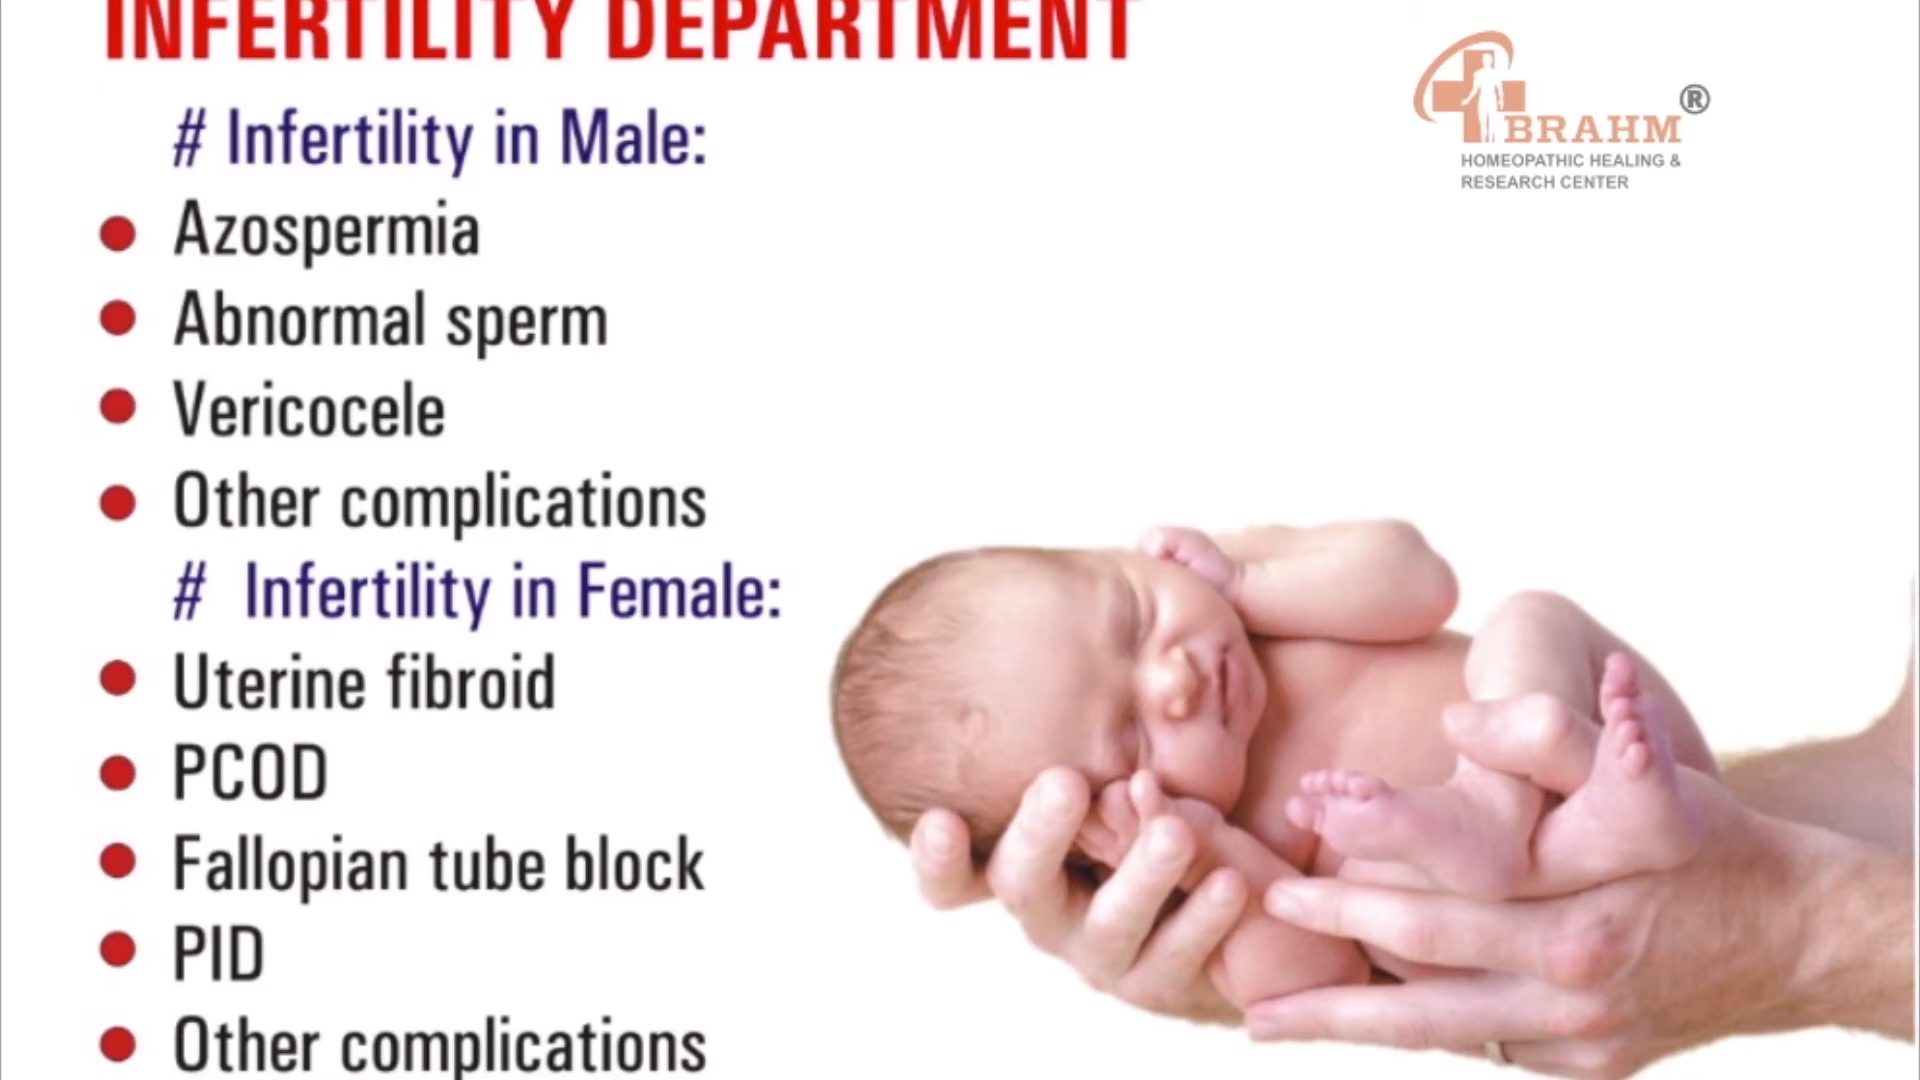 INFERTILITY DEPARTMENT
# Infertility in Male:
Azospermia
Abnormal sperm
Vericocele
Other complications
# Infertility in Female:
Uterine fibroid
PCOD
Fallopian tube block
PID
Other complications
BRAHM®
HOMEOPATHIC HEALING &
RESEARCH CENTER